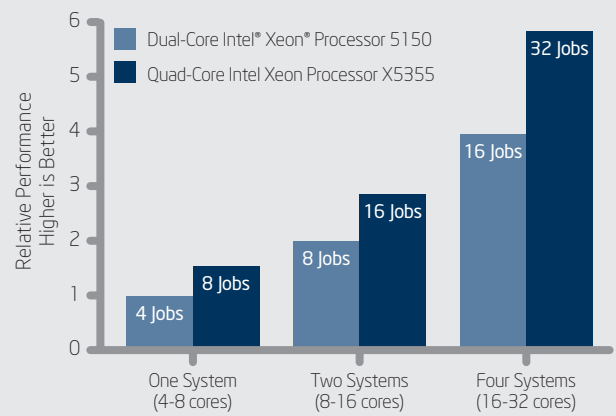 Relative Performance
Higher is Better
6
5
4
3
2
1
0
Dual-Core Intel® Xeon® Processor 5150
Quad-Core Intel Xeon Processor X5355
4 Jobs
8 Jobs
8 Jobs
16 Jobs
16 Jobs
32 Jobs
One System
(4-8 cores)
Two Systems
(8-16 cores)
Four Systems
(16-32 cores)